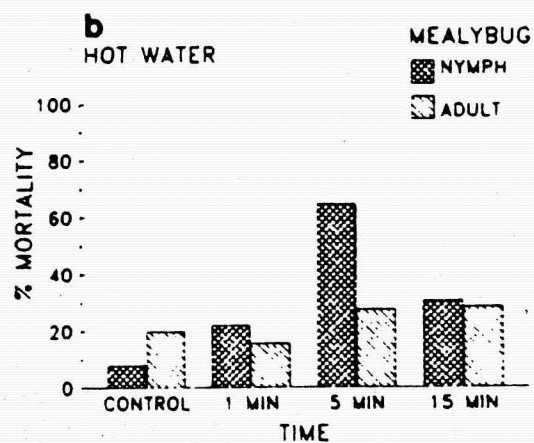 b
HOT WATER
MEALYBUG
NYMPH
ADULT
% MORTALITY
100
80
60
40
20
0
CONTROL 1 MIN 5 MIN 15 MIN
TIME